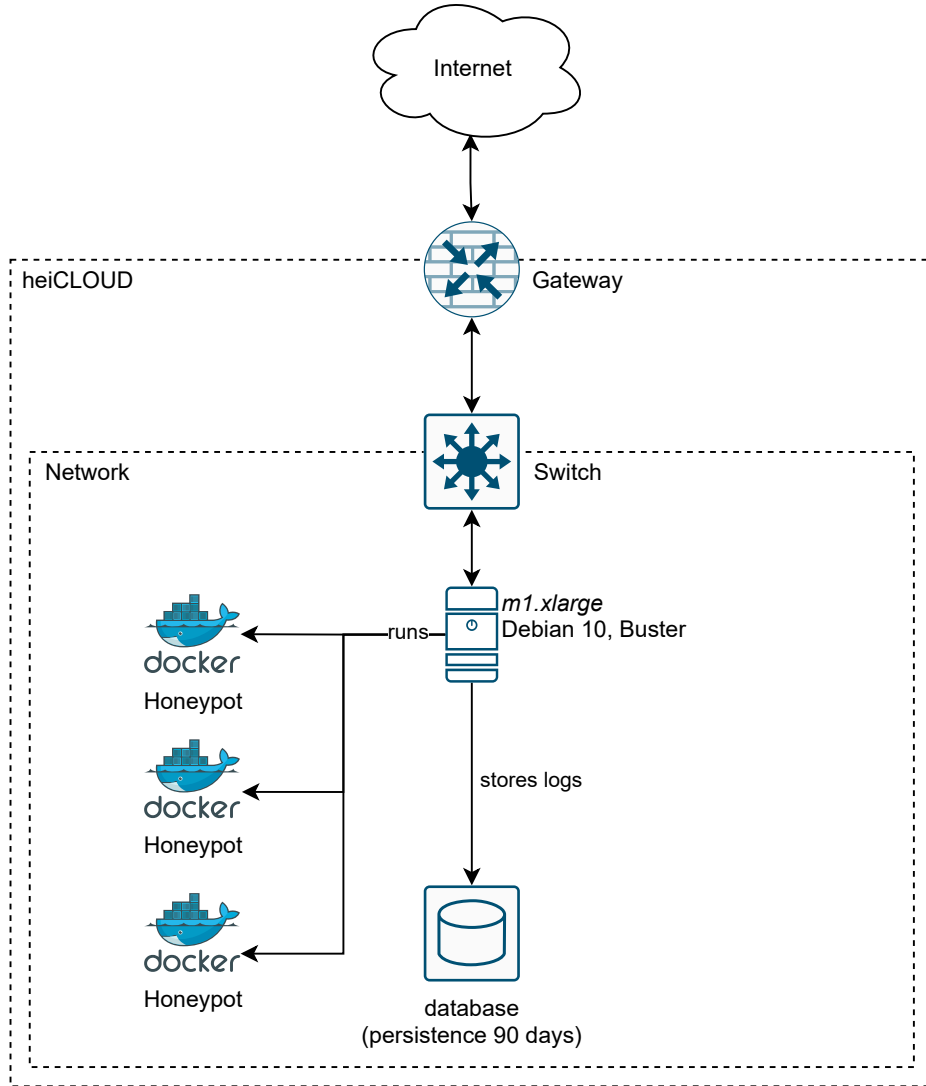 Internet
heiCLOUD
Gateway
Network
Switch
m1.xlarge
Debian 10, Buster
runs
docker
Honeypot
docker
Honeypot
stores logs
docker
Honeypot
database
(persistence 90 days)